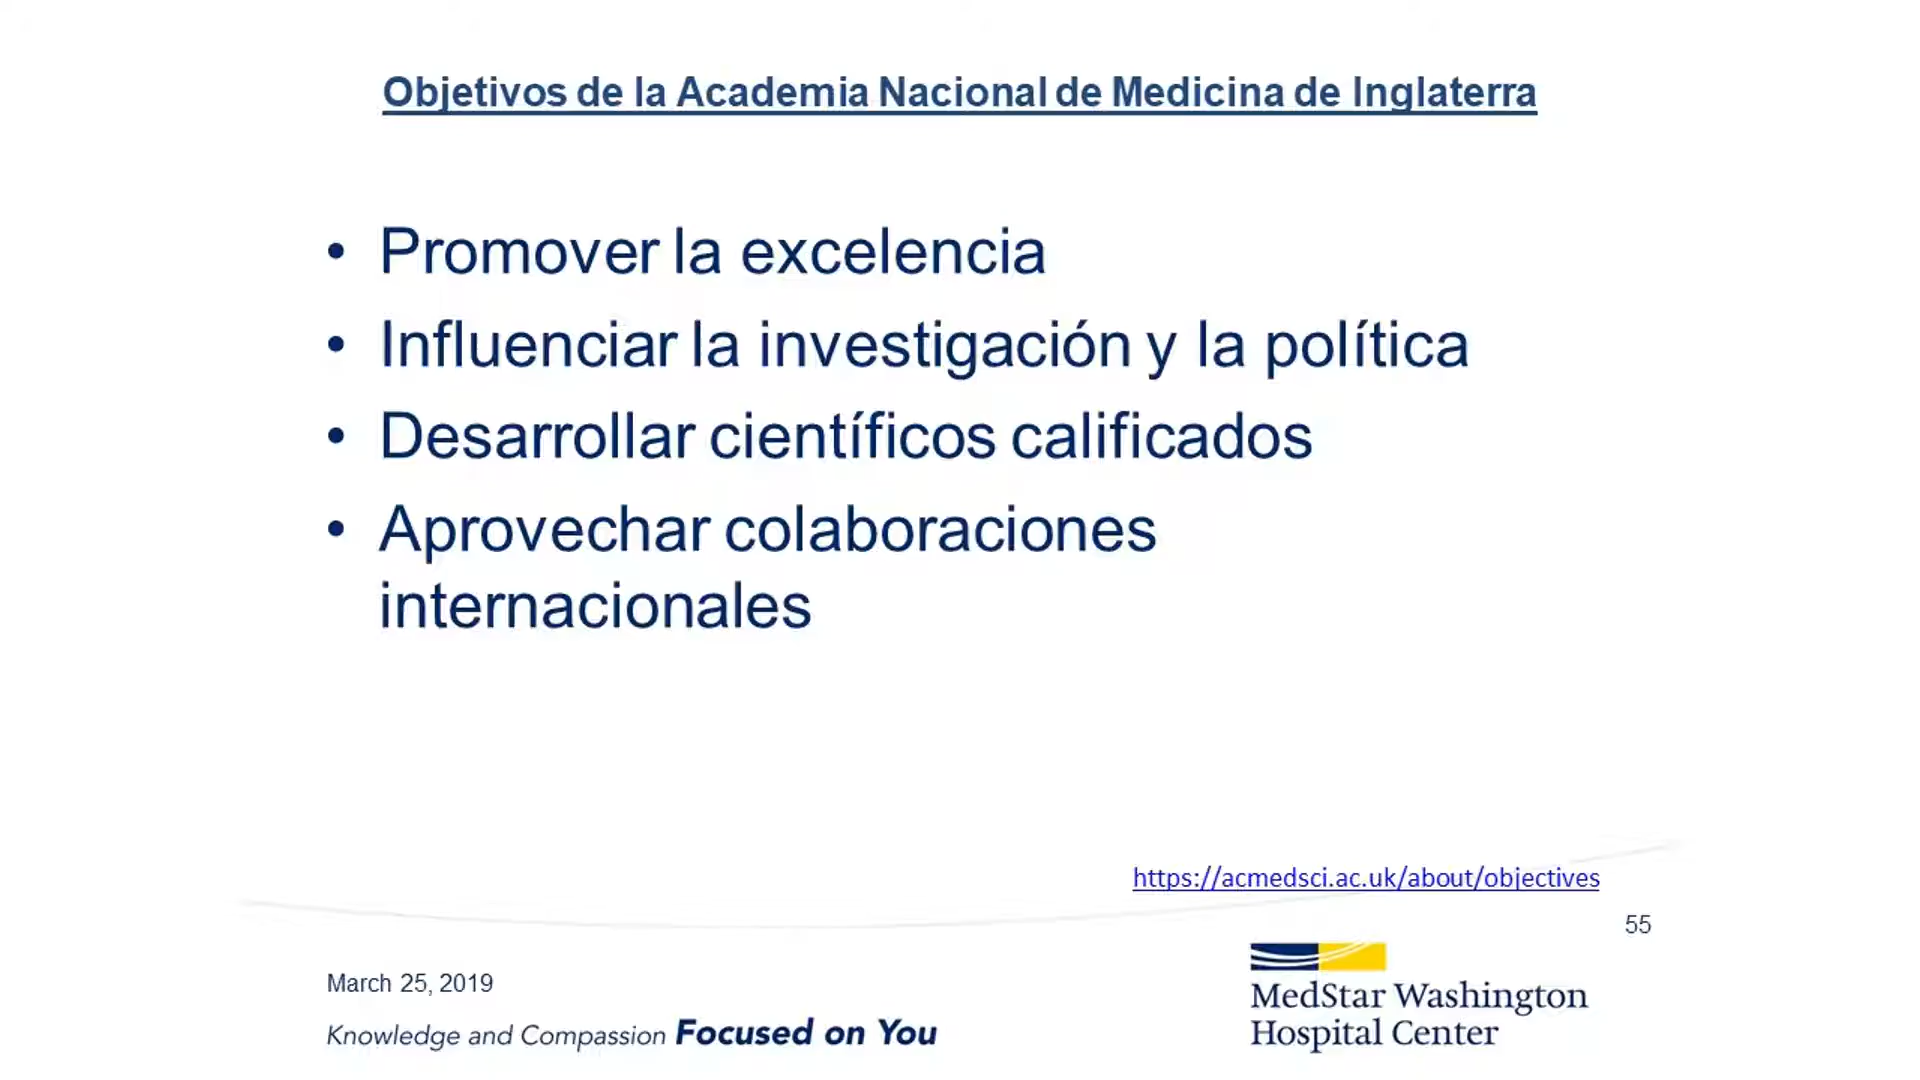 Objetivos de la Academia Nacional de Medicina de Inglaterra
• Promover la excelencia
• Influenciar la investigación y la política
• Desarrollar científicos calificados
• Aprovechar colaboraciones
internacionales
https://acmedsci.ac.uk/about/objectives
55
March 25, 2019
Knowledge and Compassion Focused on You
MedStar Washington
Hospital Center